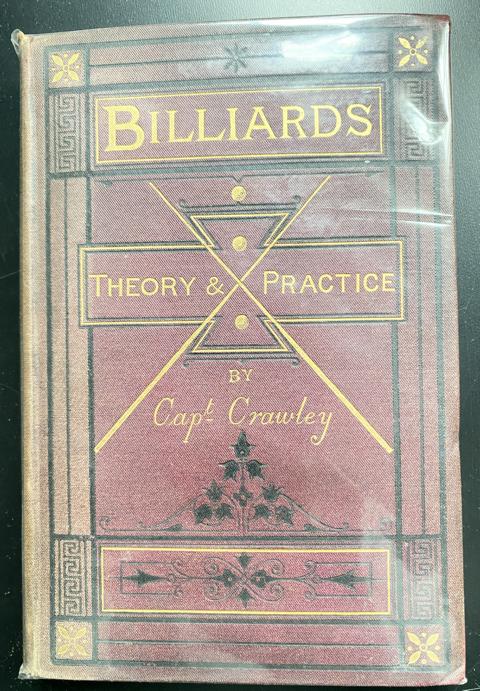 BILLIARDS
THEORY & PRACTICE
BY
Capt. Crawley